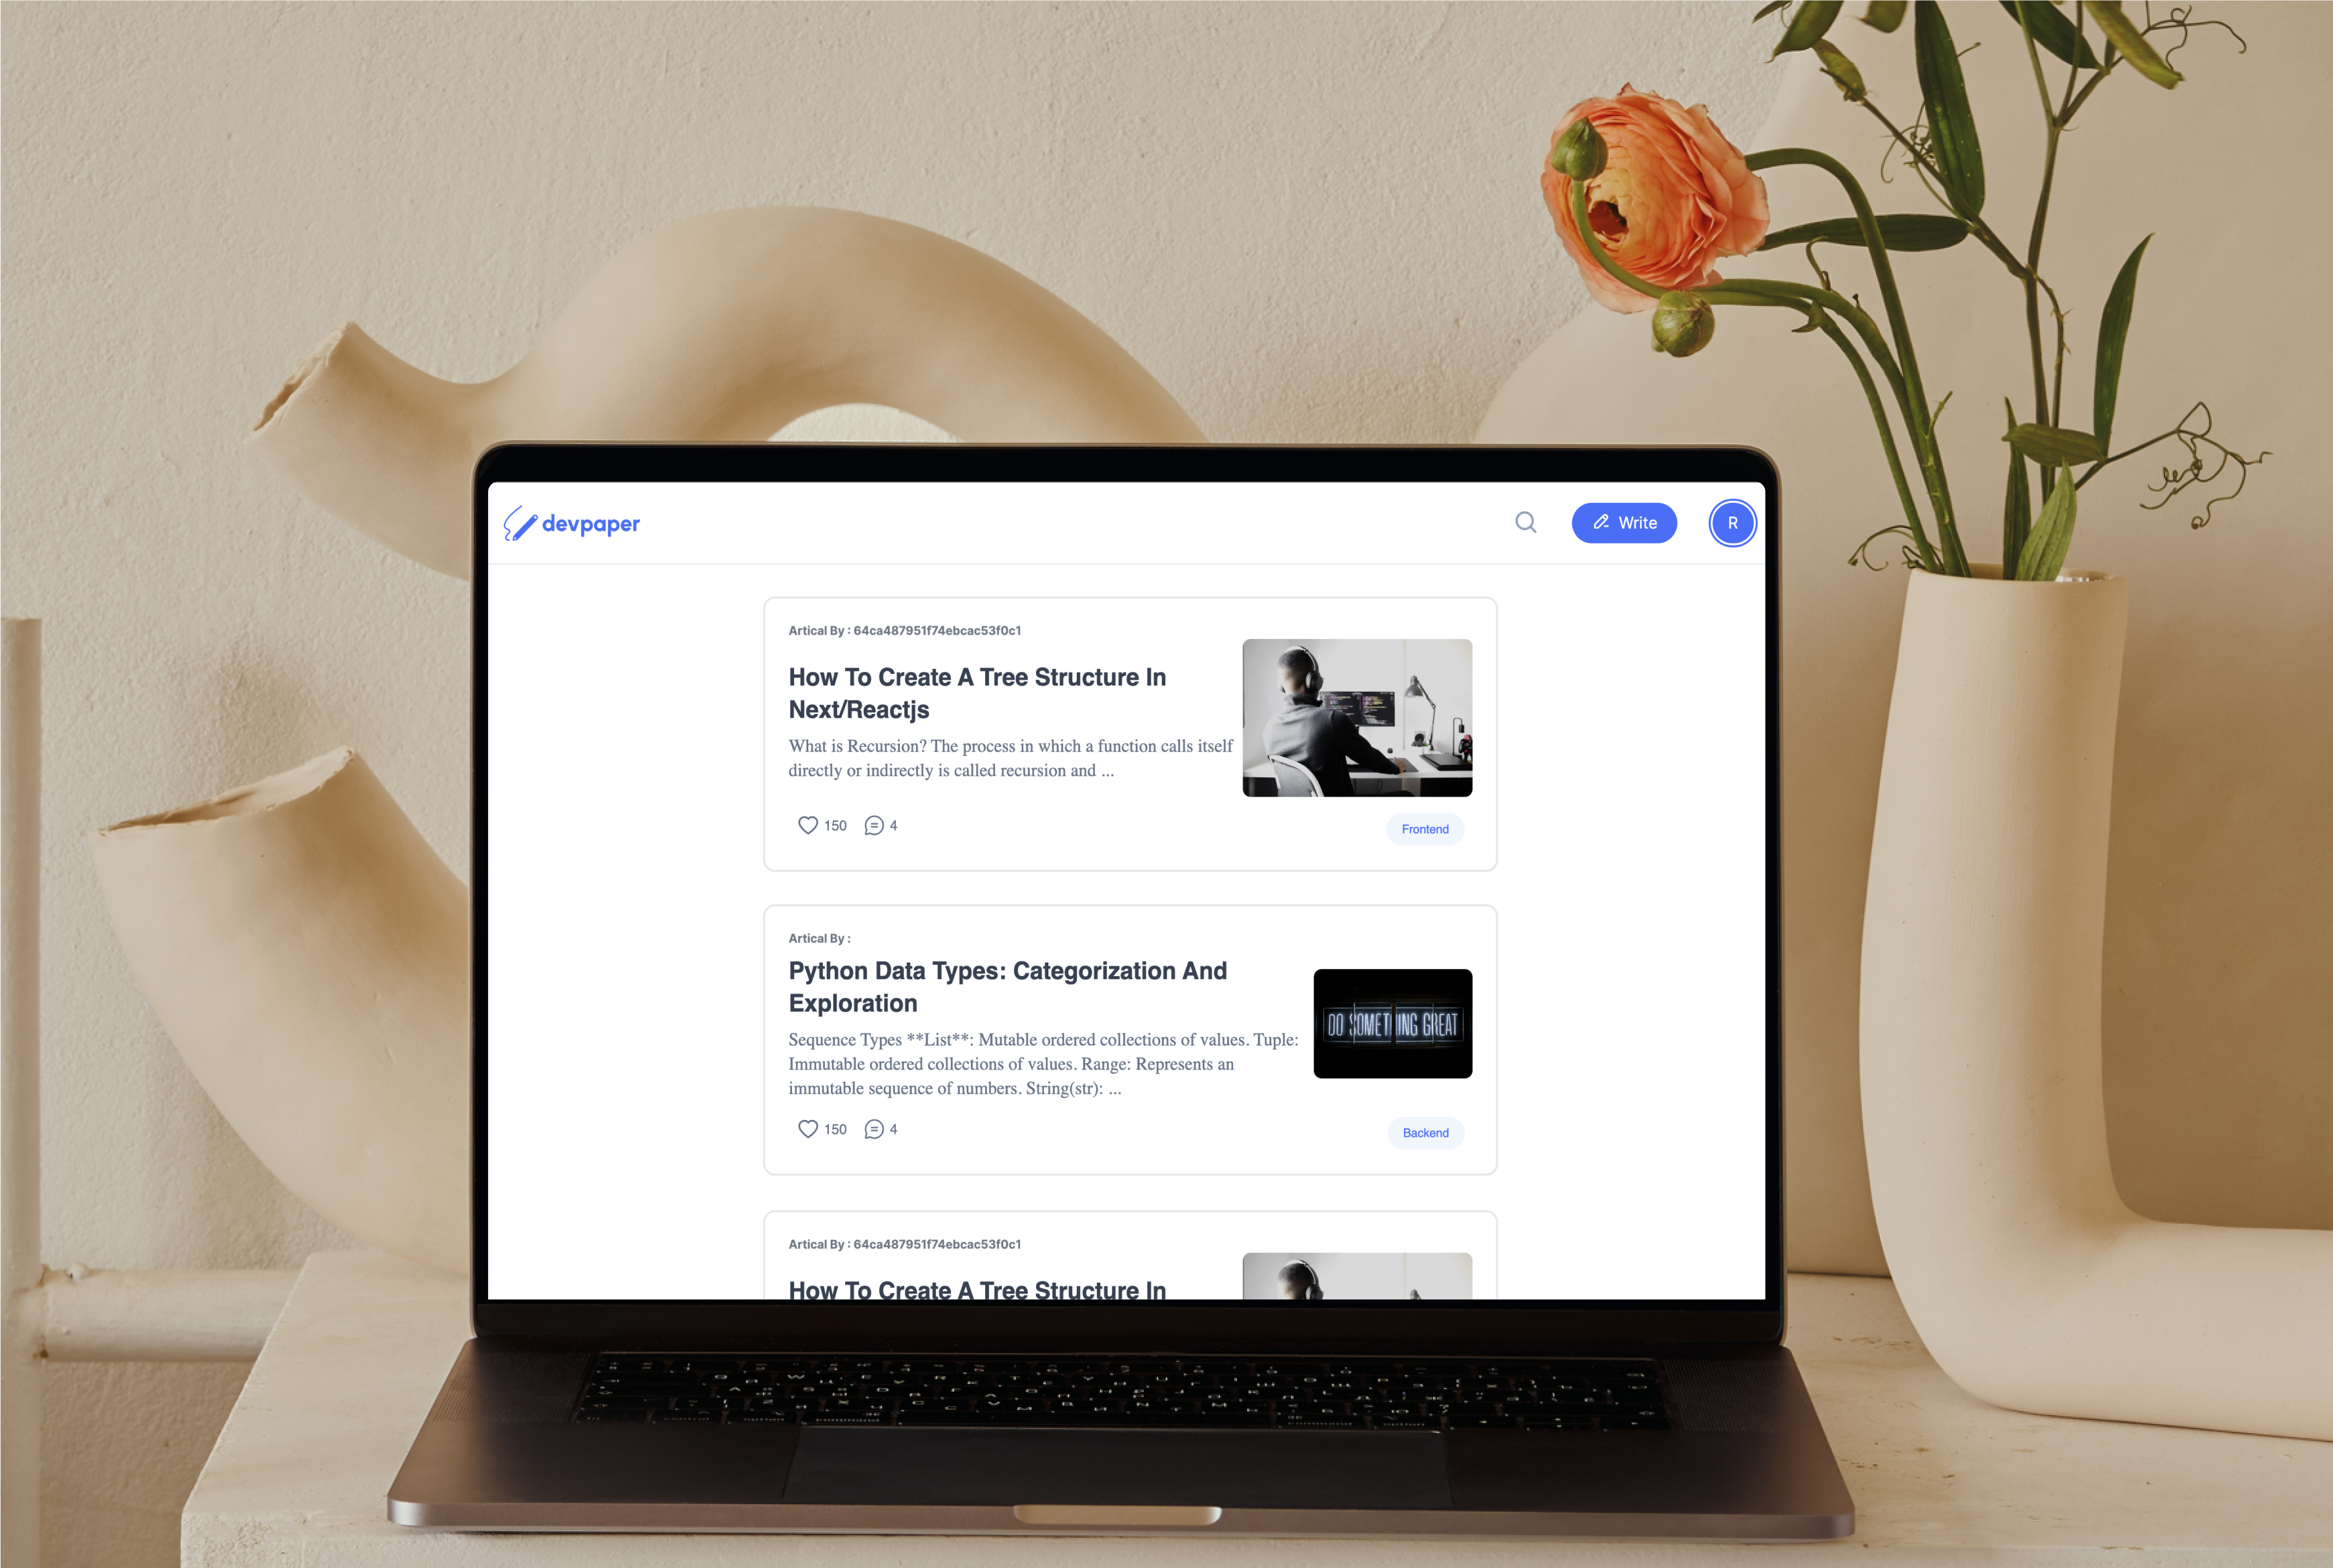 devpaper
Write
R
Artical By : 64ca487951f74ebcac53f0c1
How To Create A Tree Structure In
Next/Reactjs
What is Recursion? The process in which a function calls itself
directly or indirectly is called recursion and ...
150
4
Frontend
Artical By :
Python Data Types: Categorization And
Exploration
DO SOMETHING GREAT
Sequence Types **List**: Mutable ordered collections of values. Tuple:
Immutable ordered collections of values. Range: Represents an
immutable sequence of numbers. String(str): ...
150
4
Backend
Artical By : 64ca487951f74ebcac53f0c1
How To Create A Tree Structure In